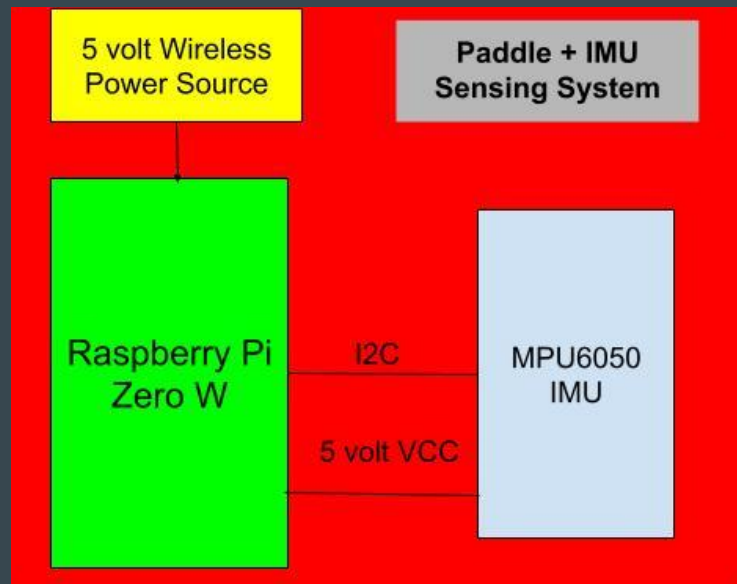 5 volt Wireless
Power Source
Paddle + IMU
Sensing System
Raspberry Pi
Zero W
I2C
5 volt VCC
MPU6050
IMU